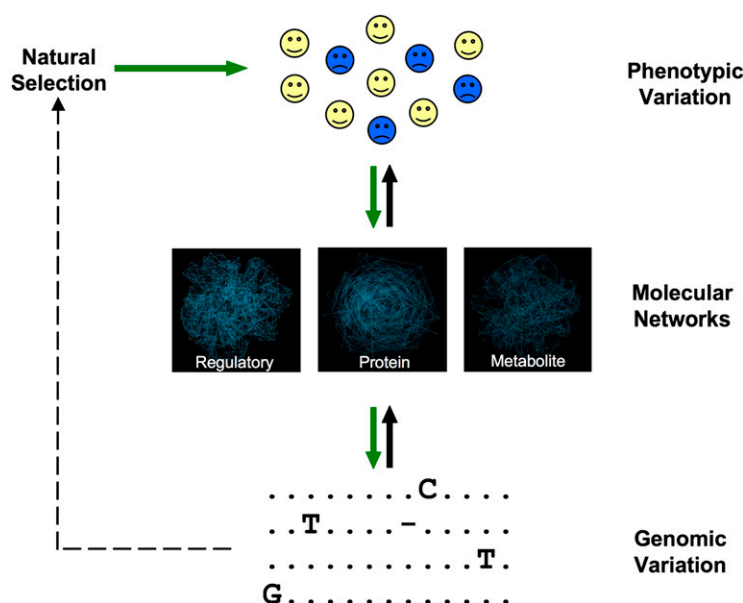 Natural
Selection
Phenotypic
Variation
Regulatory
Protein
Metabolite
Molecular
Networks
. . . . . . . . C . . . .
. . T . . . . – . . . . .
. . . . . . . . . . . T .
G . . . . . . . . . . . .
Genomic
Variation